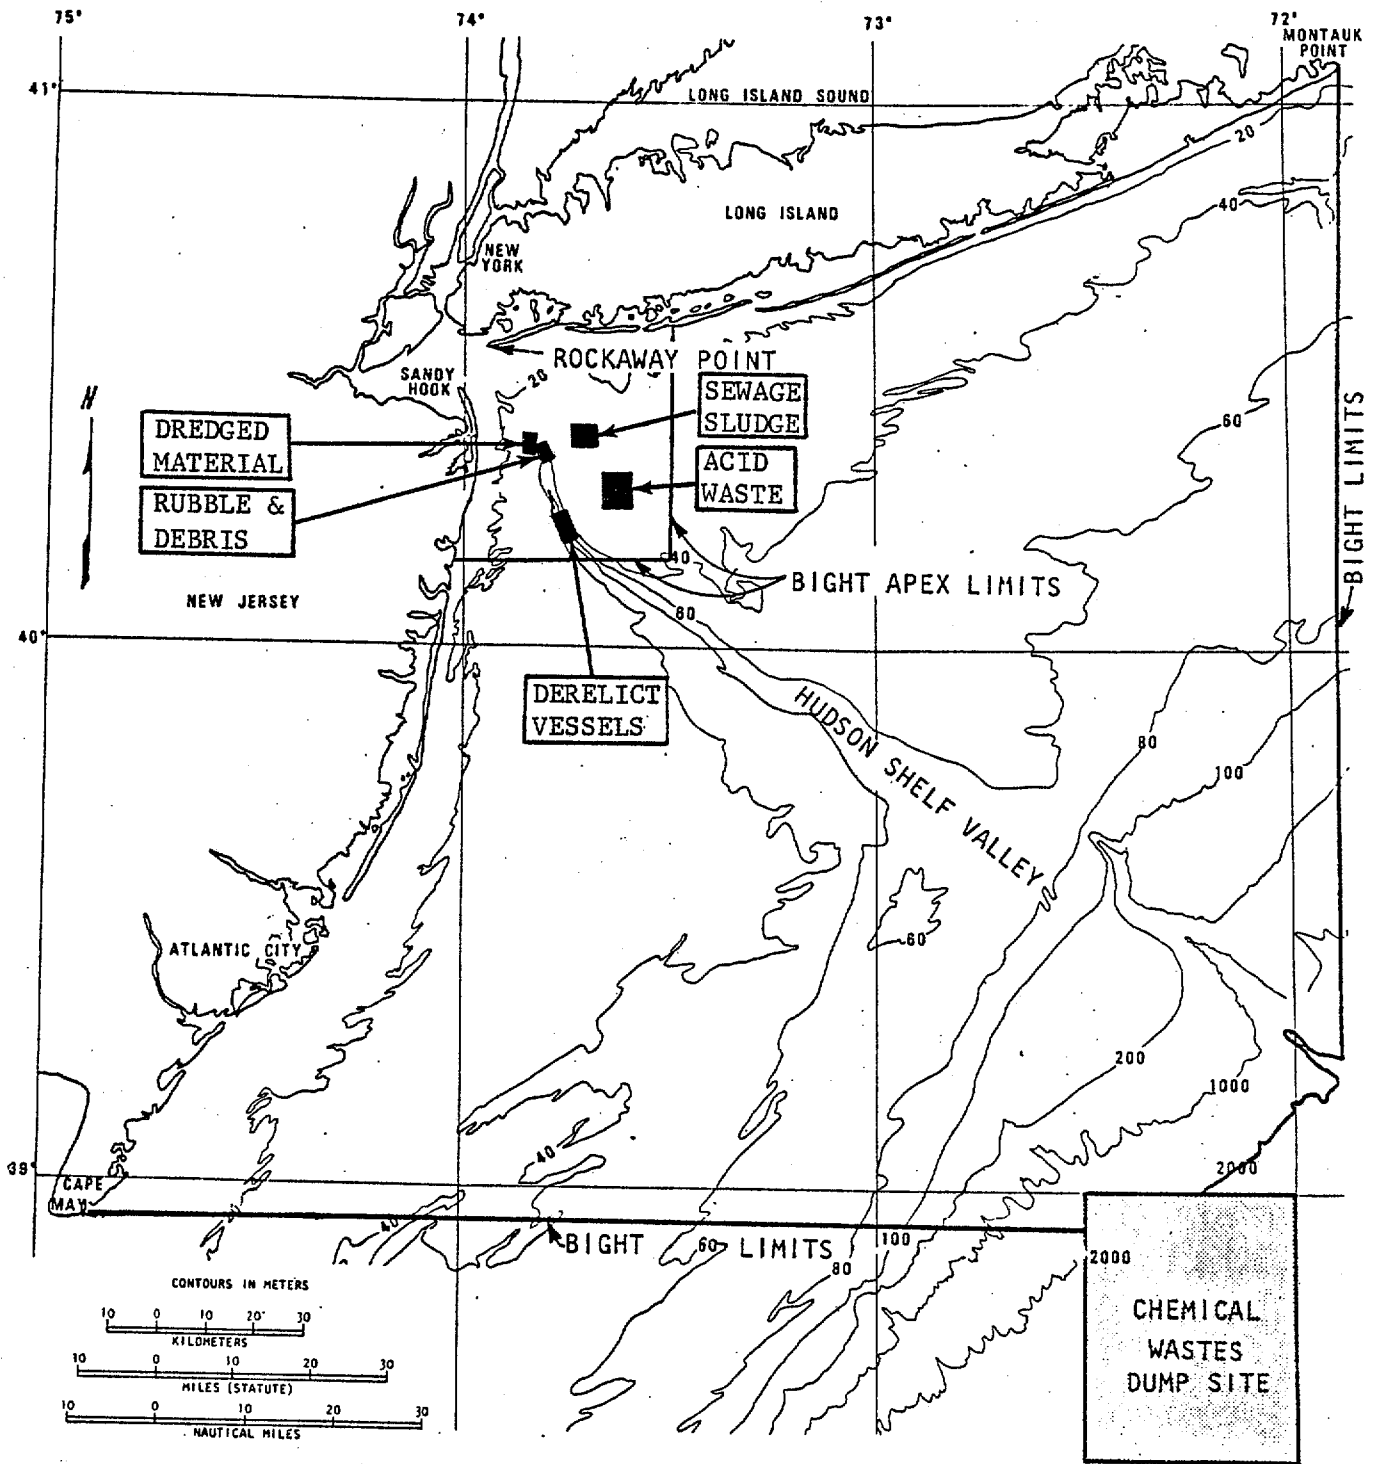 75°
74°
73°
72°
MONTAUK
POINT
41°
LONG ISLAND SOUND
20
LONG ISLAND
40
NEW
YORK
ROCKAWAY POINT
SANDY
HOOK
20
N
SEWAGE
SLUDGE
DREDGED
MATERIAL
ACID
WASTE
RUBBLE &
DEBRIS
60
BIGHT LIMITS
40
BIGHT APEX LIMITS
NEW JERSEY
60
40°
DERELICT
VESSELS
HUDSON SHELF VALLEY
80
100
ATLANTIC CITY
60
200
1000
39°
40
2000
CAPE
MAY
40
BIGHT
60
LIMITS
100
80
2000
CONTOURS IN METERS
10 0 10 20 30
KILOMETERS
10 0 10 20 30
MILES (STATUTE)
10 0 10 20 30
NAUTICAL MILES
CHEMICAL
WASTES
DUMP SITE